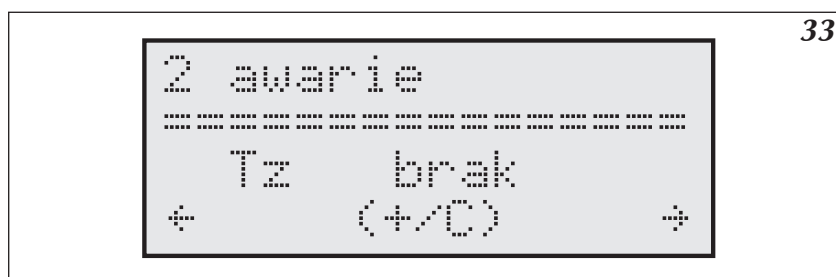 33
2 awarie
================
Tz brak
← (+/C) →